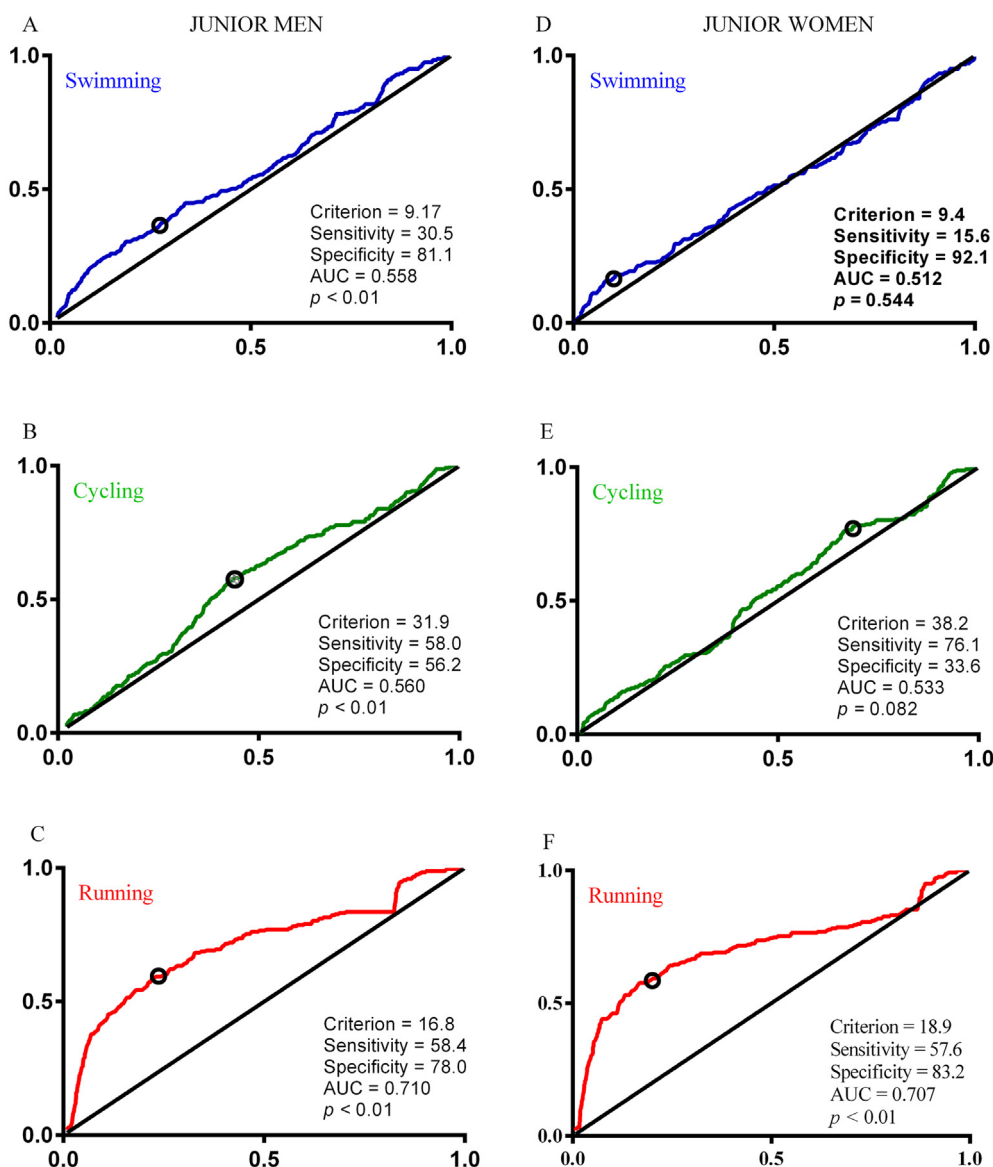 A
JUNIOR MEN
1.0
Swimming
0.5
Criterion = 9.17
Sensitivity = 30.5
Specificity = 81.1
AUC = 0.558
p < 0.01
0.0
0.0
0.5
1.0
D
JUNIOR WOMEN
1.0
Swimming
0.5
Criterion = 9.4
Sensitivity = 15.6
Specificity = 92.1
AUC = 0.512
p = 0.544
0.0
0.0
0.5
1.0
B
1.0
Cycling
0.5
Criterion = 31.9
Sensitivity = 58.0
Specificity = 56.2
AUC = 0.560
p < 0.01
0.0
0.0
0.5
1.0
E
1.0
Cycling
0.5
Criterion = 38.2
Sensitivity = 76.1
Specificity = 33.6
AUC = 0.533
p = 0.082
0.0
0.0
0.5
1.0
C
1.0
Running
0.5
Criterion = 16.8
Sensitivity = 58.4
Specificity = 78.0
AUC = 0.710
p < 0.01
0.0
0.0
0.5
1.0
F
1.0
Running
0.5
Criterion = 18.9
Sensitivity = 57.6
Specificity = 83.2
AUC = 0.707
p < 0.01
0.0
0.0
0.5
1.0